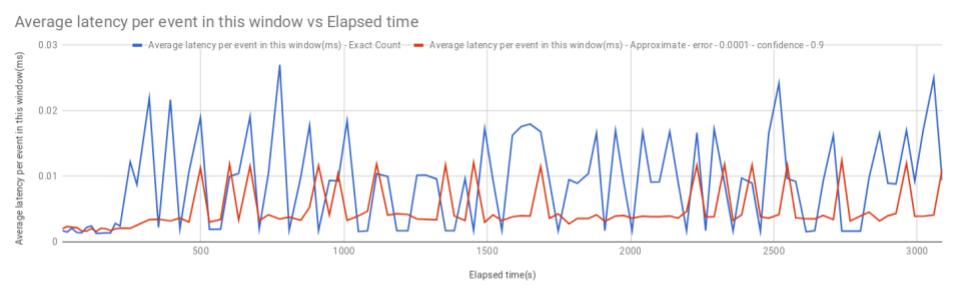 Average latency per event in this window vs Elapsed time
Average latency per event in this window(ms) - Exact Count
Average latency per event in this window(ms) - Approximate - error - 0.0001 - confidence - 0.9
Average latency per event in this window(ms)
0.03
0.02
0.01
0
500
1000
1500
2000
2500
3000
Elapsed time(s)